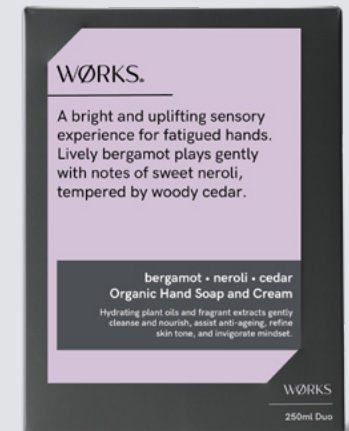 WØRKS.
A bright and uplifting sensory
experience for fatigued hands.
Lively bergamot plays gently
with notes of sweet neroli,
tempered by woody cedar.
bergamot • neroli • cedar
Organic Hand Soap and Cream
Hydrating plant oils and fragrant extracts gently
cleanse and nourish, assist anti-ageing, refine
skin tone, and invigorate mindset.
WØRKS
250ml Duo